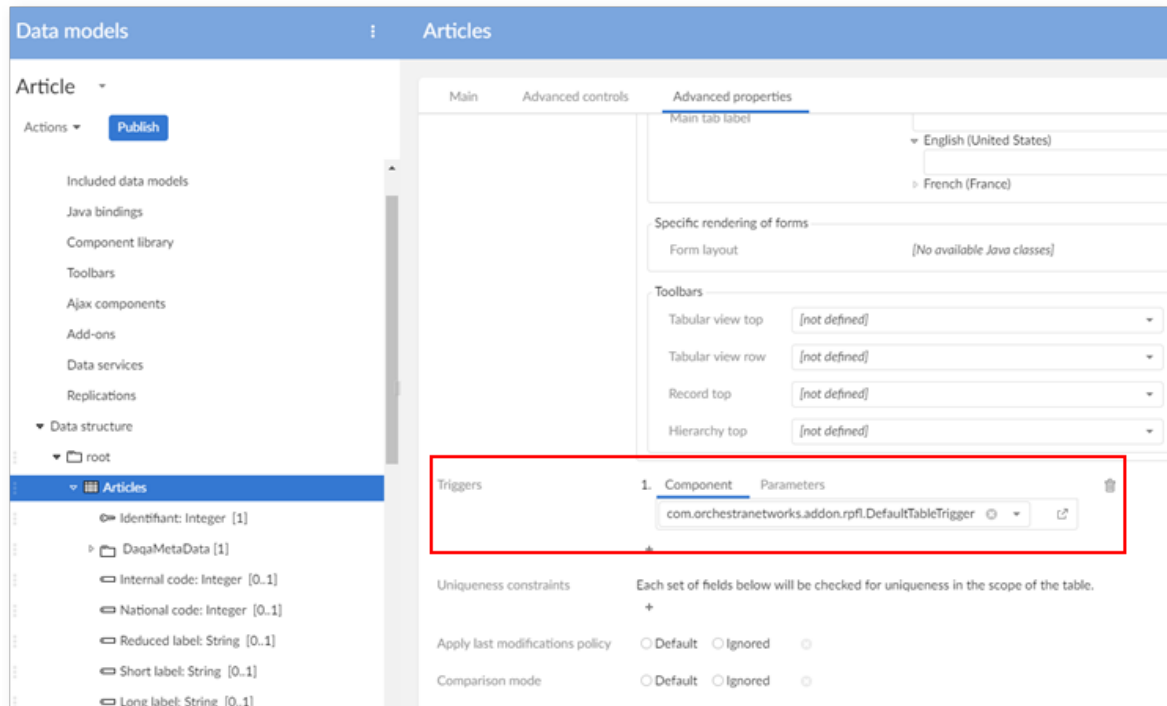 Data models
Articles
Article
Actions
Publish
Included data models
Java bindings
Component library
Toolbars
Ajax components
Add-ons
Data services
Replications
Data structure
root
Articles
Identifiant: Integer [1]
DaqaMetaData [1]
Internal code: Integer [0..1]
National code: Integer [0..1]
Reduced label: String [0..1]
Short label: String [0..1]
Long label: String [0..1]
Main Advanced controls Advanced properties
Main tab label
English (United States)
French (France)
Specific rendering of forms
Form layout [No available Java classes]
Toolbars
Tabular view top [not defined]
Tabular view row [not defined]
Record top [not defined]
Hierarchy top [not defined]
Triggers 1. Component Parameters
com.orchestranetworks.addon.rpfl.DefaultTableTrigger
+
Uniqueness constraints Each set of fields below will be checked for uniqueness in the scope of the table.
+
Apply last modifications policy Default Ignored
Comparison mode Default Ignored